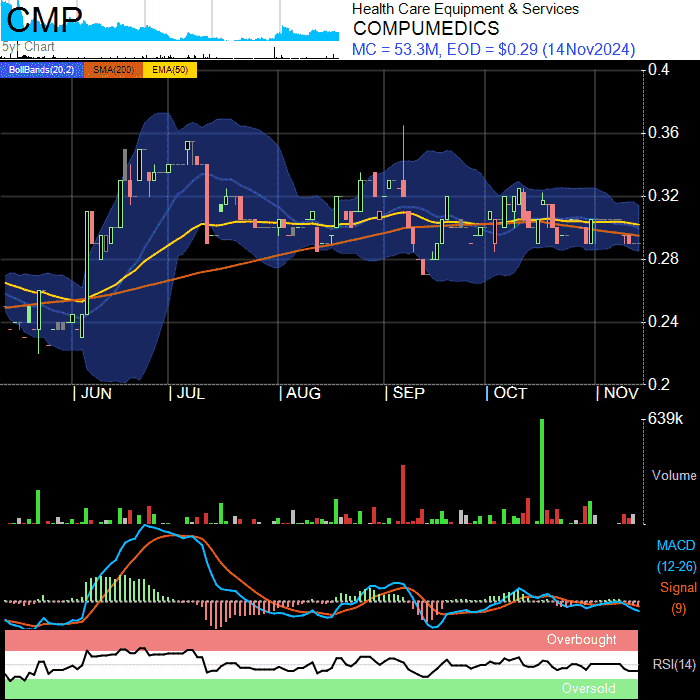 CMP
5yr Chart
Health Care Equipment & Services
COMPUMEDICS
MC = 53.3M, EOD = $0.29 (14Nov2024)
BollBands(20,2) SMA(200) EMA(50)
0.4
0.36
0.32
0.28
0.24
0.2
JUN JUL AUG SEP OCT NOV
639k
Volume
MACD
(12-26)
Signal
(9)
Overbought
RSI(14)
Oversold